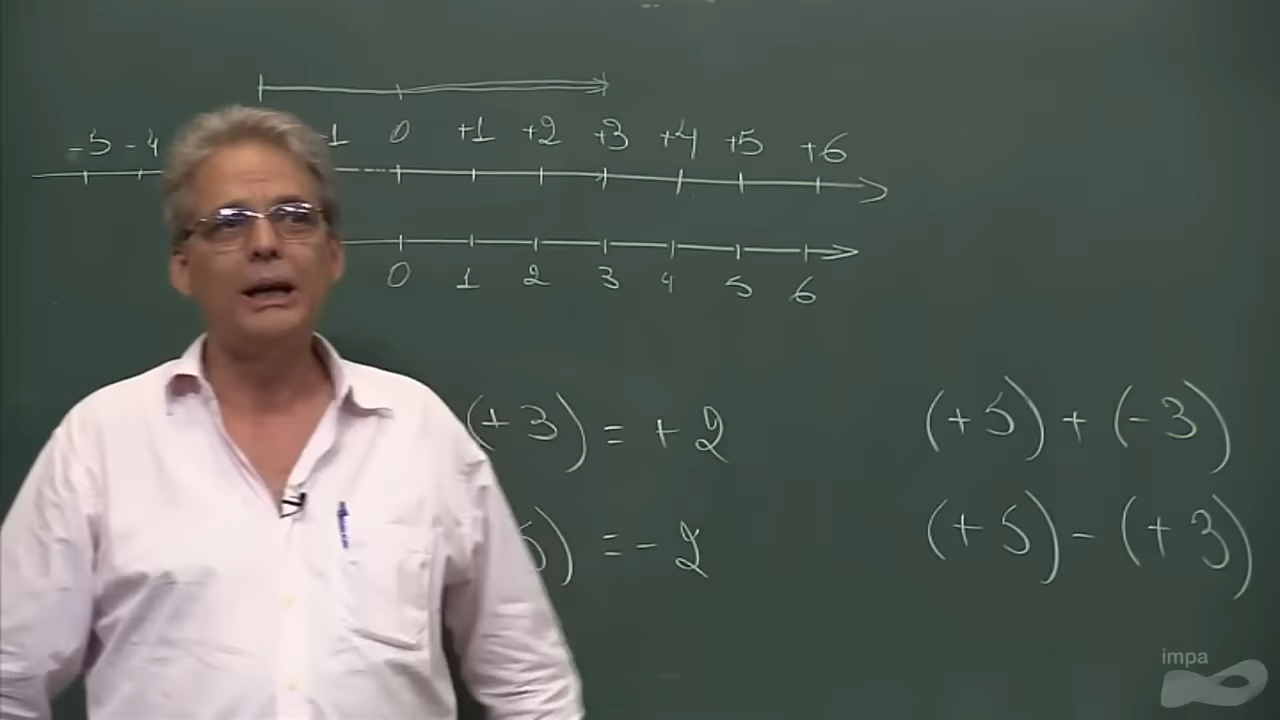 -5 -4 -1 0 +1 +2 +3 +4 +5 +6
0 1 2 3 4 5 6
(+3) = +2
(+5) + (-3)
5) = -2
(+5) - (+3)
impa